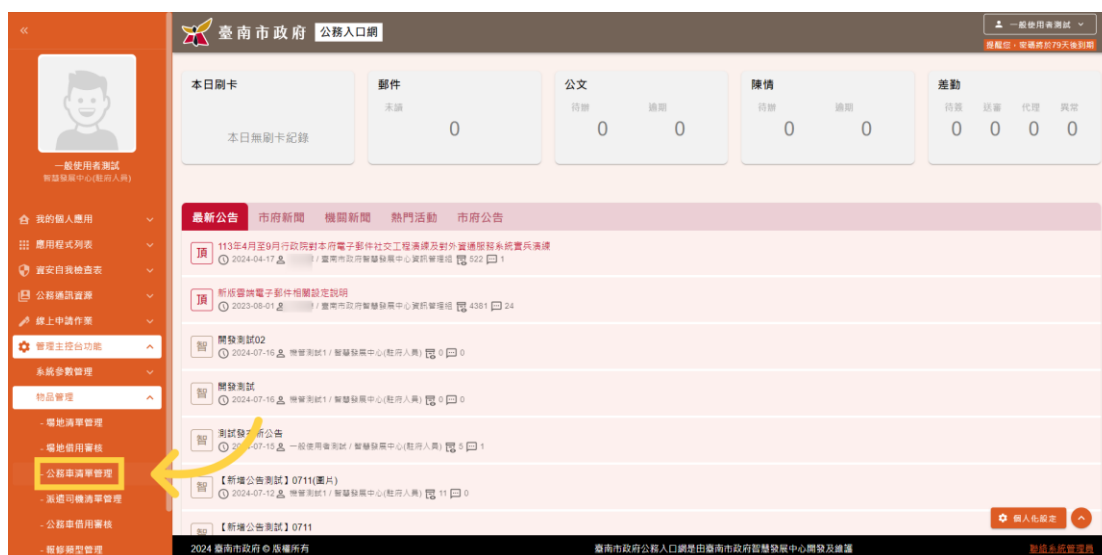 «
臺南市政府 公務入口網
一般使用者測試
提醒您，密碼將於79天後到期
一般使用者測試
智慧發展中心(駐府人員)
我的個人應用
應用程式列表
資安自我檢查表
公務通訊資源
線上申請作業
管理主控台功能
系統參數管理
物品管理
- 場地清單管理
- 場地借用審核
- 公務車清單管理
- 派遣司機清單管理
- 公務車借用審核
- 報修類型管理
本日刷卡
本日無刷卡紀錄
郵件
未讀
0
公文
待辦 逾期
0 0
陳情
待辦 逾期
0 0
差勤
待簽 送審 代理 異常
0 0 0 0
最新公告 市府新聞 機關新聞 熱門活動 市府公告
頂 113年4月至9月行政院對本府電子郵件社交工程演練及對外資通服務系統實兵演練
2024-04-17 / 臺南市政府智慧發展中心資訊管理組 522 1
頂 新版雲端電子郵件相關設定說明
2023-08-01 / 臺南市政府智慧發展中心資訊管理組 4381 24
智 開發測試02
2024-07-16 機管測試1 / 智慧發展中心(駐府人員) 0 0
智 開發測試
2024-07-16 機管測試1 / 智慧發展中心(駐府人員) 0 0
智 測試發布新公告
2024-07-15 一般使用者測試 / 智慧發展中心(駐府人員) 5 1
智 【新增公告測試】0711(圖片)
2024-07-12 機管測試1 / 智慧發展中心(駐府人員) 11 0
智 【新增公告測試】0711
個人化設定
2024 臺南市政府 © 版權所有
臺南市政府公務入口網是由臺南市政府智慧發展中心開發及維護
聯絡系統管理員